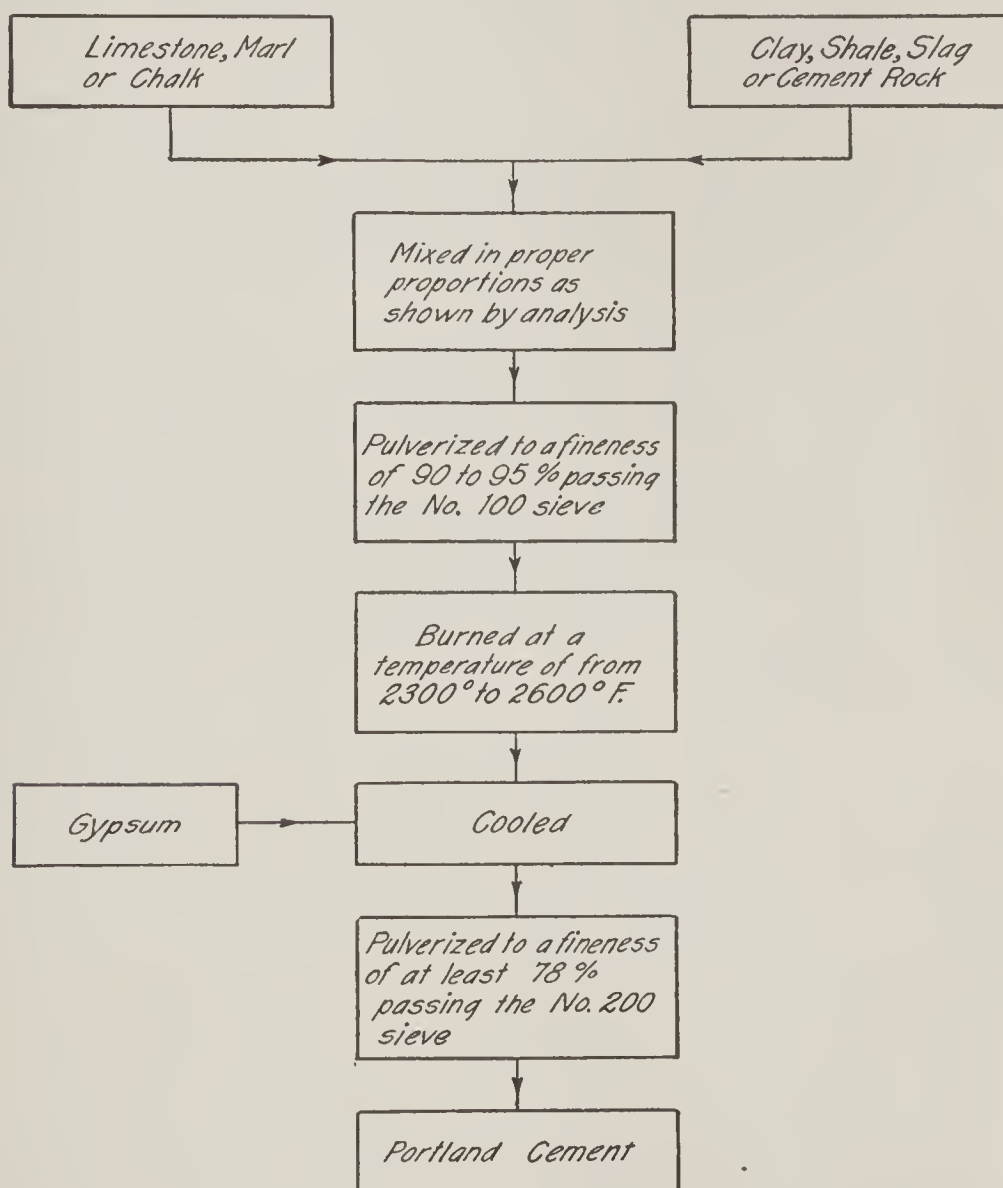 Limestone, Marl
or Chalk
Clay, Shale, Slag
or Cement Rock
Mixed in proper
proportions as
shown by analysis
Pulverized to a fineness
of 90 to 95 % passing
the No. 100 sieve
Burned at a
temperature of from
2300° to 2600° F.
Gypsum
Cooled
Pulverized to a fineness
of at least 78 %
passing the No. 200
sieve
Portland Cement